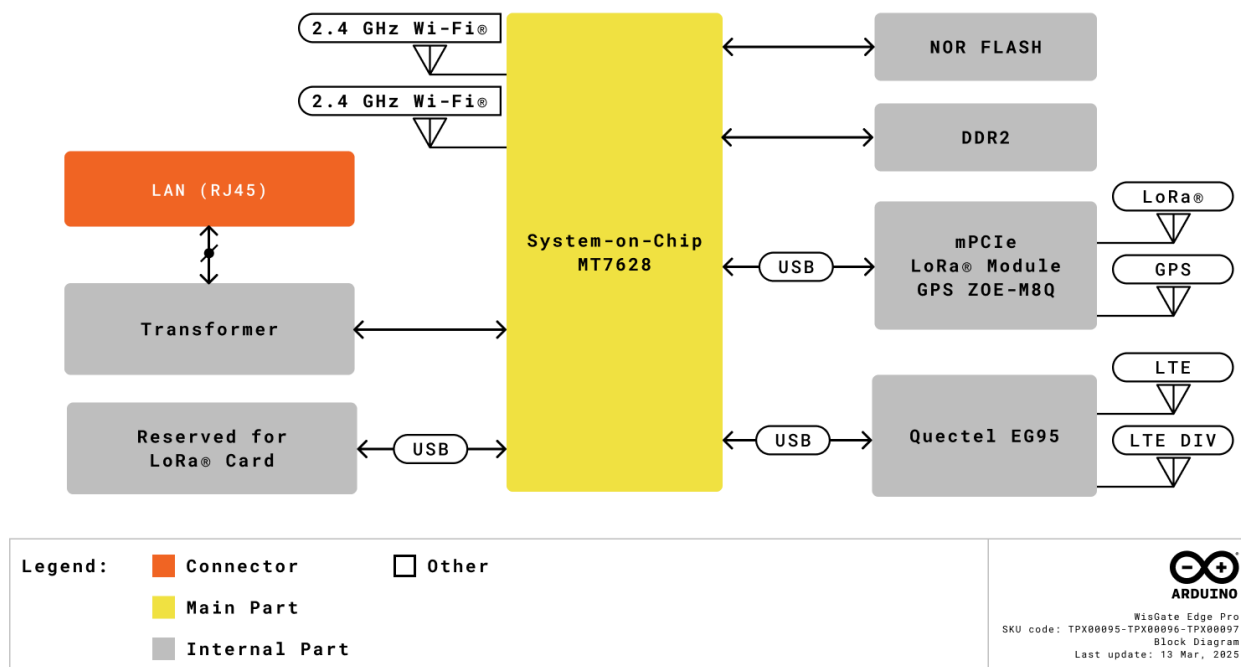 2.4 GHz Wi-Fi®
2.4 GHz Wi-Fi®
LAN (RJ45)
Transformer
Reserved for
LoRa® Card
USB
System-on-Chip
MT7628
NOR FLASH
DDR2
USB
mPCIe
LoRa® Module
GPS ZOE-M8Q
LoRa®
GPS
USB
Quectel EG95
LTE
LTE DIV
Legend:
Connector
Other
Main Part
Internal Part
ARDUINO
WisGate Edge Pro
SKU code: TPX00095-TPX00096-TPX00097
Block Diagram
Last update: 13 Mar, 2025